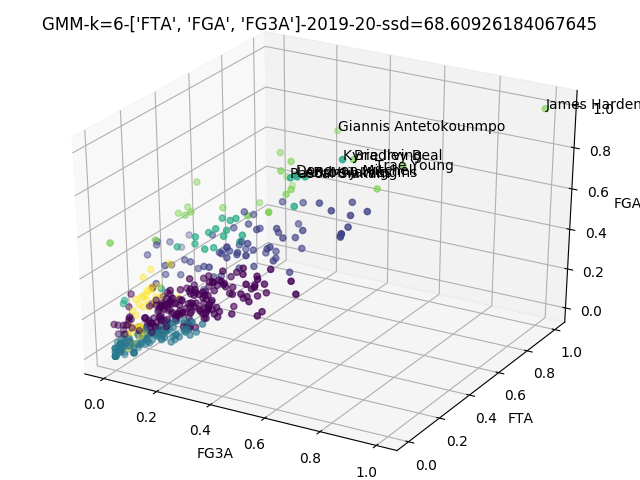 GMM-k=6-['FTA', 'FGA', 'FG3A']-2019-20-ssd=68.60926184067645
James Harden
Giannis Antetokounmpo
Bradley Beal
Trae Young
1.0
0.8
0.6
0.4
0.2
0.0
FGA
1.0
0.8
0.6
0.4
0.2
0.0
FTA
0.0
0.2
0.4
0.6
0.8
1.0
FG3A